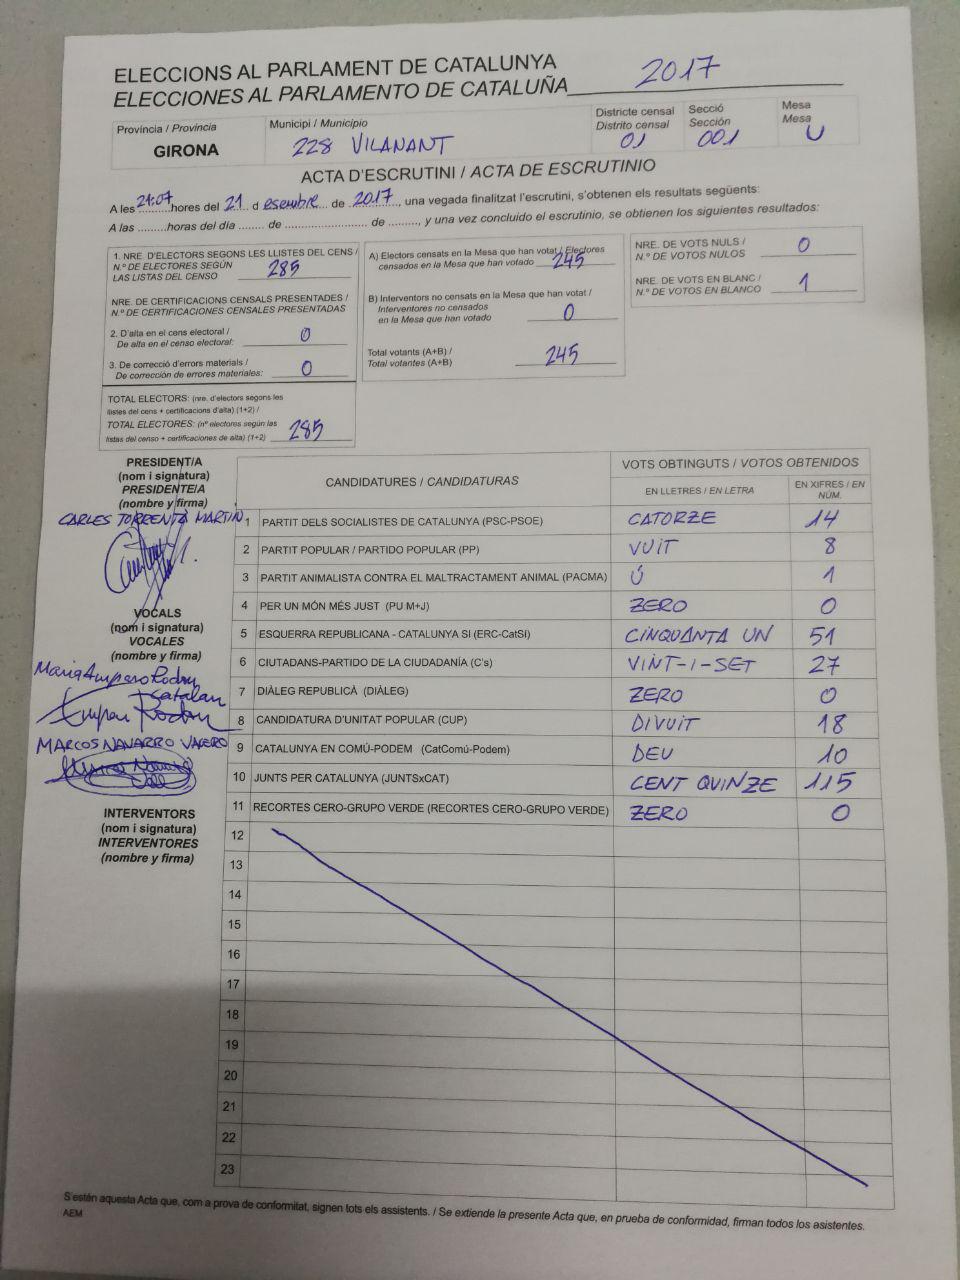 ELECCIONS AL PARLAMENT DE CATALUNYA
ELECCIONES AL PARLAMENTO DE CATALUÑA 2017
Província / Provincia
GIRONA
Municipi / Municipio
228 VILANANT
Districte censal
Distrito censal
01
Secció
Sección
001
Mesa
Mesa
U
ACTA D'ESCRUTINI / ACTA DE ESCRUTINIO
A les 21:07 hores del 21 d esembre de 2017, una vegada finalitzat l'escrutini, s'obtenen els resultats següents:
A las .........horas del día ........ de ........................ de ........, y una vez concluido el escrutinio, se obtienen los siguientes resultados:
1. NRE. D'ELECTORS SEGONS LES LLISTES DEL CENS /
N.º DE ELECTORES SEGÚN
LAS LISTAS DEL CENSO 285
NRE. DE CERTIFICACIONS CENSALS PRESENTADES /
N.º DE CERTIFICACIONES CENSALES PRESENTADAS
2. D'alta en el cens electoral /
De alta en el censo electoral: 0
3. De correcció d'errors materials /
De corrección de errores materiales: 0
TOTAL ELECTORS: (nre. d'electors segons les
llistes del cens + certificacions d'alta) (1+2) /
TOTAL ELECTORES: (nº electores según las
listas del censo + certificaciones de alta) (1+2) 285
A) Electors censats en la Mesa que han votat / Electores
censados en la Mesa que han votado 245
B) Interventors no censats en la Mesa que han votat /
Interventores no censados
en la Mesa que han votado 0
Total votants (A+B) /
Total votantes (A+B) 245
NRE. DE VOTS NULS /
N.º DE VOTOS NULOS 0
NRE. DE VOTS EN BLANC /
N.º DE VOTOS EN BLANCO 1
PRESIDENT/A
(nom i signatura)
PRESIDENTE/A
(nombre y firma)
CARLES TORRENTÀ MARTIN
VOCALS
(nom i signatura)
VOCALES
(nombre y firma)
Maria Amparo Rodon
Catalan
MARCOS NAVARRO VALERO
INTERVENTORS
(nom i signatura)
INTERVENTORES
(nombre y firma)
CANDIDATURES / CANDIDATURAS
VOTS OBTINGUTS / VOTOS OBTENIDOS
EN LLETRES / EN LETRA
EN XIFRES / EN
NÚM.
1 PARTIT DELS SOCIALISTES DE CATALUNYA (PSC-PSOE) CATORZE 14
2 PARTIT POPULAR / PARTIDO POPULAR (PP) VUIT 8
3 PARTIT ANIMALISTA CONTRA EL MALTRACTAMENT ANIMAL (PACMA) Ú 1
4 PER UN MÓN MÉS JUST (PU M+J) ZERO 0
5 ESQUERRA REPUBLICANA - CATALUNYA SÍ (ERC-CatSí) CINQUANTA UN 51
6 CIUTADANS-PARTIDO DE LA CIUDADANÍA (C's) VINT-I-SET 27
7 DIÀLEG REPUBLICÀ (DIÀLEG) ZERO 0
8 CANDIDATURA D'UNITAT POPULAR (CUP) DIVUIT 18
9 CATALUNYA EN COMÚ-PODEM (CatComú-Podem) DEU 10
10 JUNTS PER CATALUNYA (JUNTSxCAT) CENT QUINZE 115
11 RECORTES CERO-GRUPO VERDE (RECORTES CERO-GRUPO VERDE) ZERO 0
12
13
14
15
16
17
18
19
20
21
22
23
S'estén aquesta Acta que, com a prova de conformitat, signen tots els assistents. / Se extiende la presente Acta que, en prueba de conformidad, firman todos los asistentes.
AEM